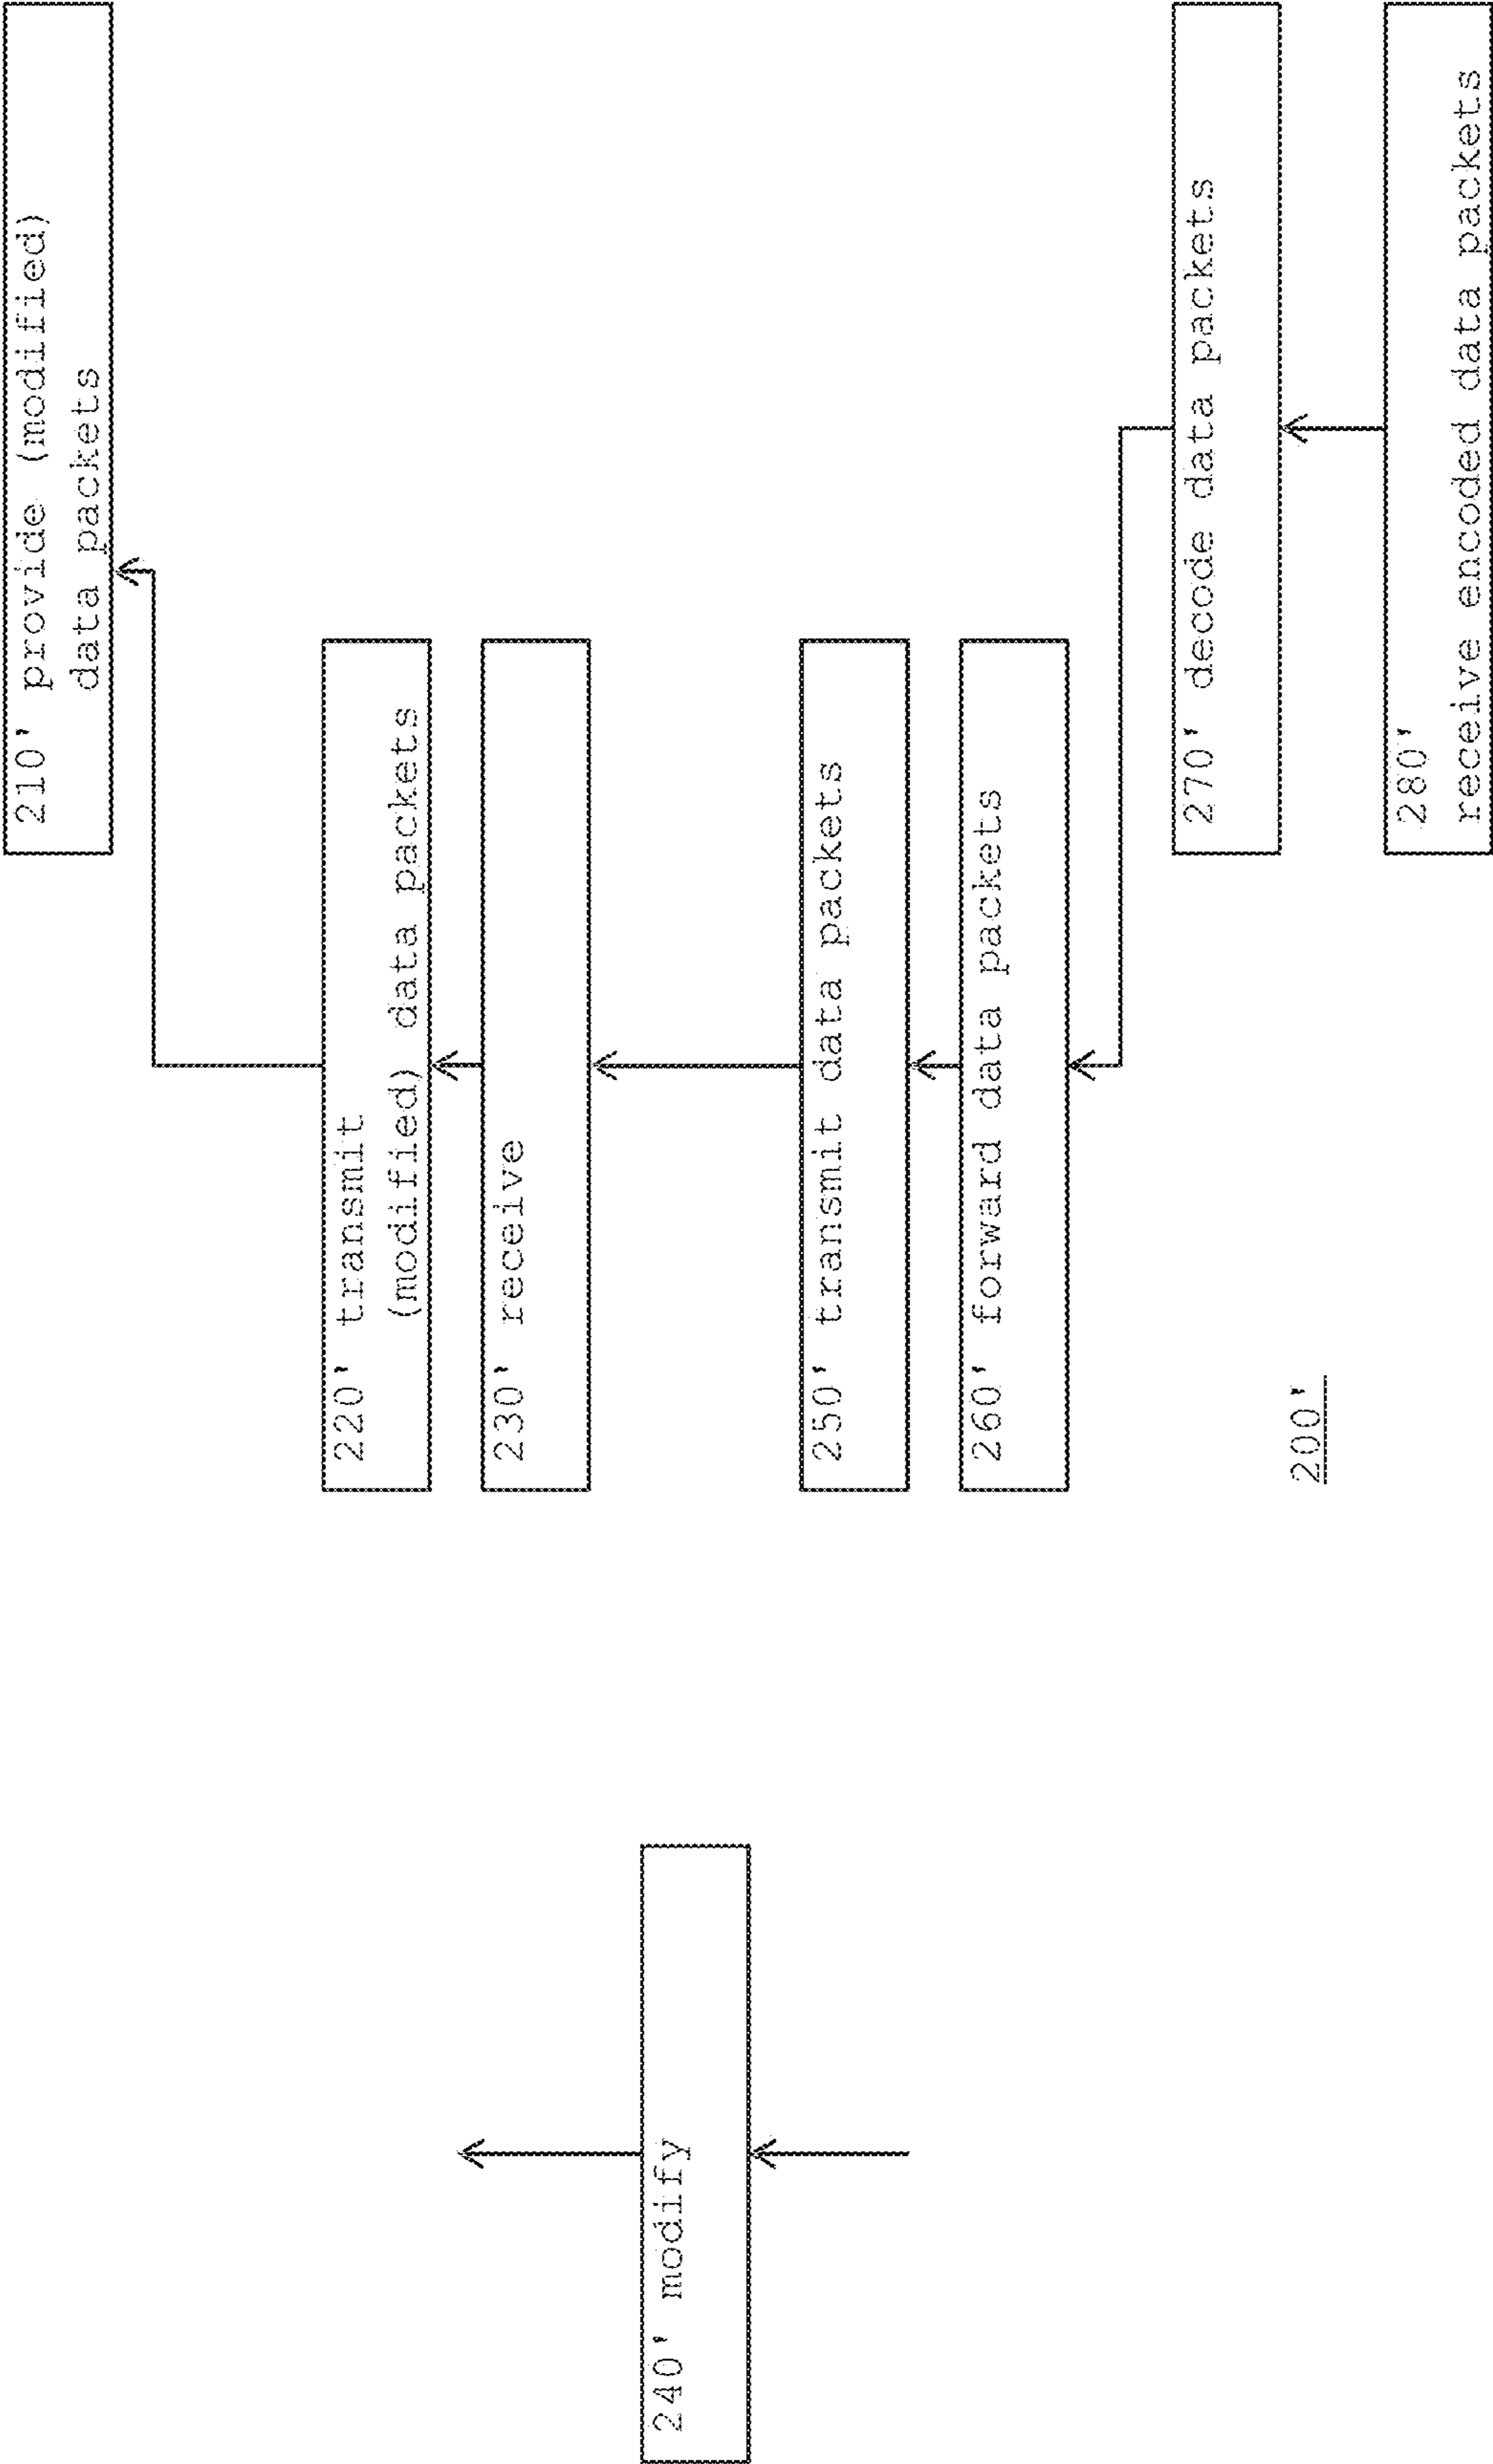 210' provide (modified)
data packets
220' transmit
(modified) data packets
230' receive
240' modify
250' transmit data packets
260' forward data packets
270' decode data packets
280'
receive encoded data packets
200'